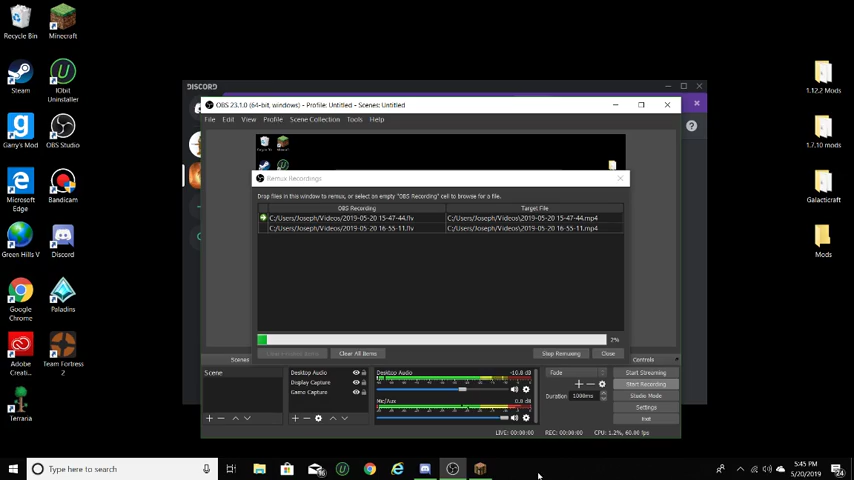 Recycle Bin
Minecraft
Steam
IObit
Uninstaller
Garry's Mod
OBS Studio
Microsoft
Edge
Bandicam
Green Hills V
Discord
Google
Chrome
Paladins
Adobe
Creati...
Team Fortress
2
Terraria
1.12.2 Mods
1.7.10 mods
Galacticraft
Mods
DISCORD
OBS 23.1.0 (64-bit, windows) - Profile: Untitled - Scenes: Untitled
File Edit View Profile Scene Collection Tools Help
Remux Recordings
Drop files in this window to remux, or select an empty "OBS Recording" cell to browse for a file.
OBS Recording Target File
C:/Users/Joseph/Videos/2019-05-20 15-47-44.flv C:/Users/Joseph/Videos\2019-05-20 15-47-44.mp4
C:/Users/Joseph/Videos/2019-05-20 16-55-11.flv C:/Users/Joseph/Videos\2019-05-20 16-55-11.mp4
2%
Clear All Items Stop Remuxing Close
Scenes Controls
Scene
Desktop Audio
Display Capture
Game Capture
Desktop Audio -10.8 dB
Mic/Aux 0.0 dB
Fade
Duration 1000ms
Start Streaming
Start Recording
Studio Mode
Settings
Exit
LIVE: 00:00:00 REC: 00:00:00 CPU: 1.2%, 60.00 fps
Type here to search
5:45 PM
5/20/2019
24